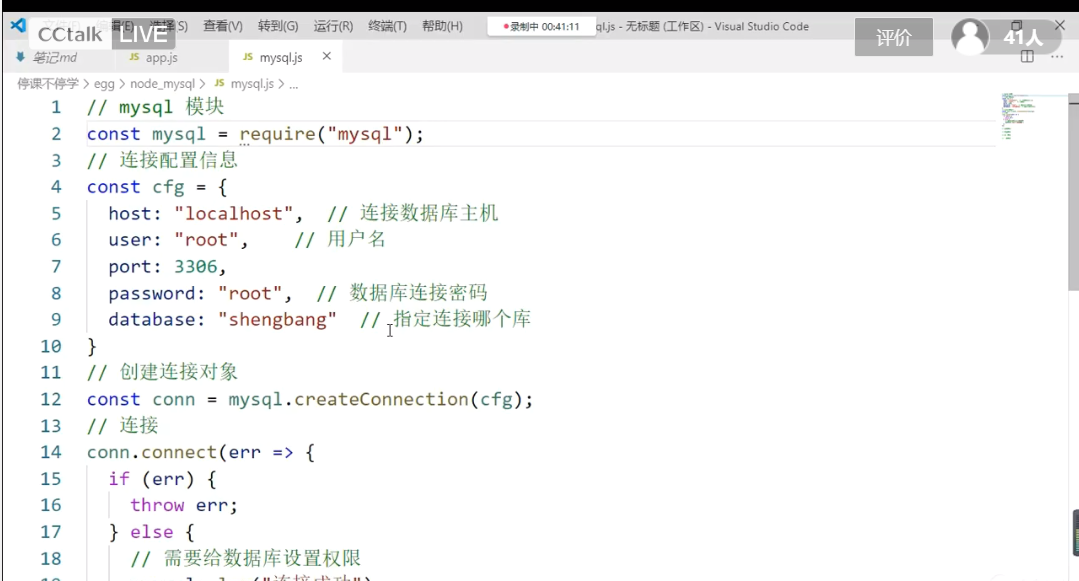 编辑(E) 选择(S) 查看(V) 转到(G) 运行(R) 终端(T) 帮助(H) 录制中 00:41:11 ql.js - 无标题 (工作区) - Visual Studio Code
CCtalk LIVE 评价 41人
笔记.md JS app.js JS mysql.js ×
停课不停学 > egg > node_mysql > JS mysql.js > ...
1 // mysql 模块
2 const mysql = require("mysql");
3 // 连接配置信息
4 const cfg = {
5 host: "localhost", // 连接数据库主机
6 user: "root", // 用户名
7 port: 3306,
8 password: "root", // 数据库连接密码
9 database: "shengbang" // 指定连接哪个库
10 }
11 // 创建连接对象
12 const conn = mysql.createConnection(cfg);
13 // 连接
14 conn.connect(err => {
15 if (err) {
16 throw err;
17 } else {
18 // 需要给数据库设置权限